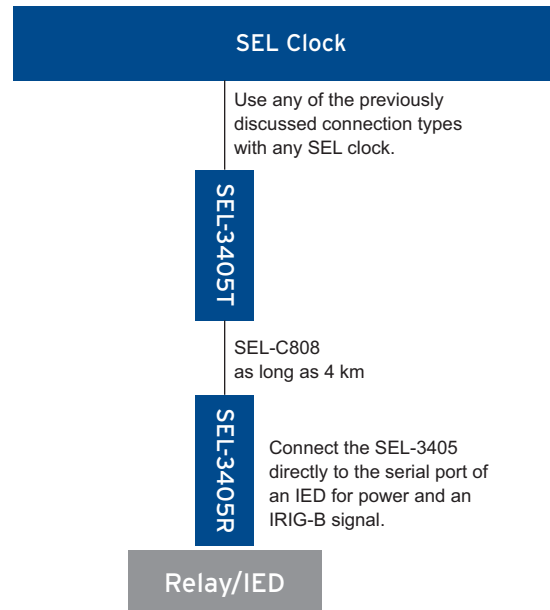 SEL Clock
Use any of the previously
discussed connection types
with any SEL clock.
SEL-3405T
SEL-C808
as long as 4 km
SEL-3405R
Connect the SEL-3405
directly to the serial port of
an IED for power and an
IRIG-B signal.
Relay/IED